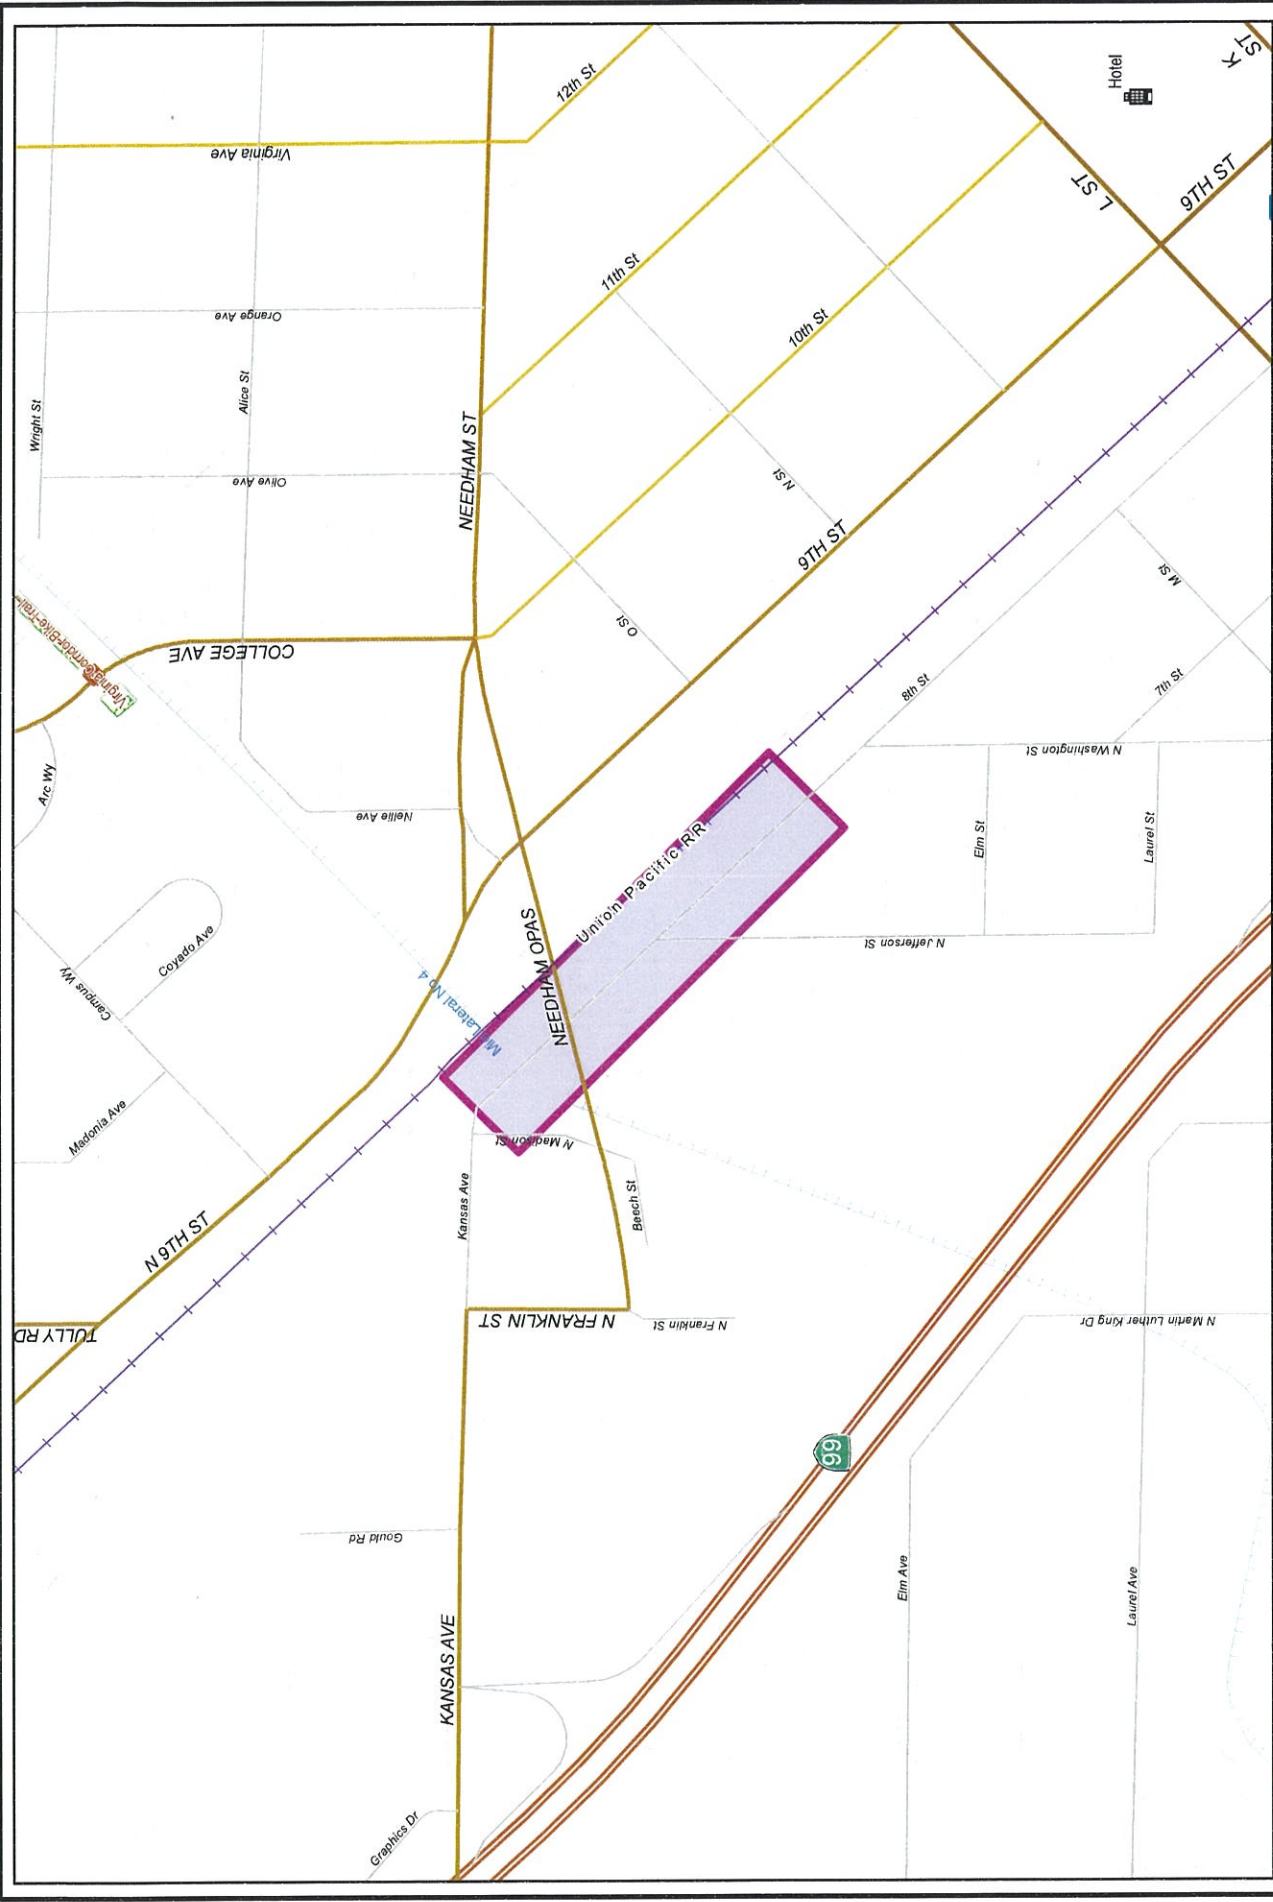 Hotel
K ST
12th St
Virginia Ave
L ST
9TH ST
11th St
Orange Ave
10th St
Alice St
Wright St
NEEDHAM ST
Olive Ave
N St
9TH ST
M St
O St
COLLEGE AVE
Virginia-Corridor-Bike-Trail
8th St
7th St
N Washington St
Arc Wy
Nellie Ave
Union Pacific RR
Elm St
Laurel St
Coyado Ave
Campus Wy
NEEDHAM OPAS
N Jefferson St
Lateral No 4
Madonia Ave
N Madison St
Kansas Ave
Beech St
N 9TH ST
TULLY RD
N FRANKLIN ST
N Franklin St
N Martin Luther King Dr
99
Gould Rd
KANSAS AVE
Elm Ave
Laurel Ave
Graphics Dr